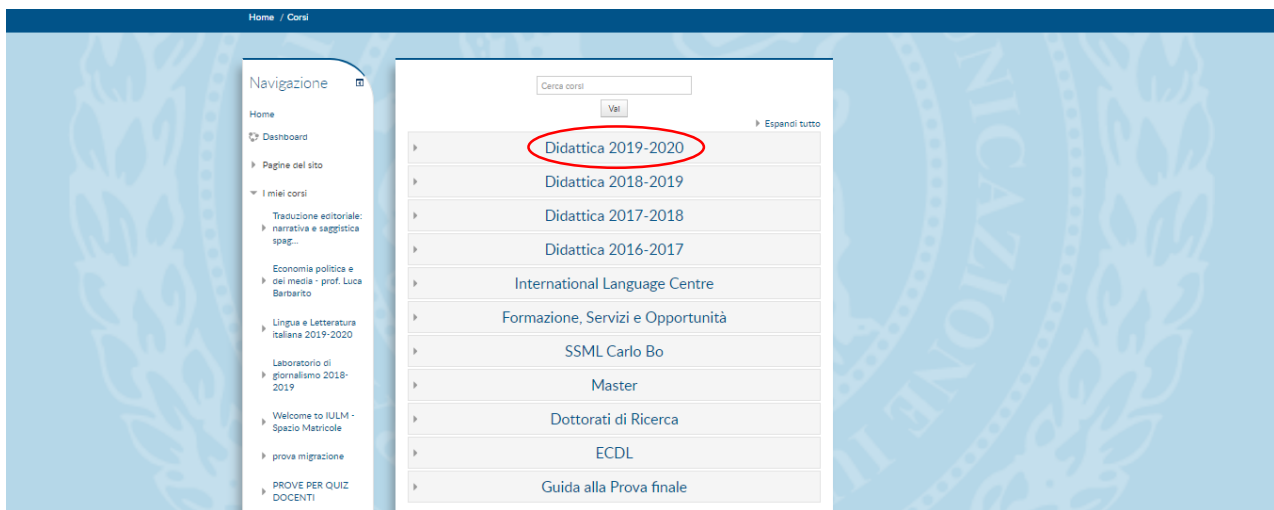 Home / Corsi
Navigazione
Home
Dashboard
Pagine del sito
I miei corsi
Traduzione editoriale:
narrativa e saggistica
spag...
Economia politica e
dei media - prof. Luca
Barbarito
Lingua e Letteratura
italiana 2019-2020
Laboratorio di
giornalismo 2018-
2019
Welcome to IULM -
Spazio Matricole
prova migrazione
PROVE PER QUIZ
DOCENTI
Cerca corsi
Vai
Espandi tutto
Didattica 2019-2020
Didattica 2018-2019
Didattica 2017-2018
Didattica 2016-2017
International Language Centre
Formazione, Servizi e Opportunità
SSML Carlo Bo
Master
Dottorati di Ricerca
ECDL
Guida alla Prova finale